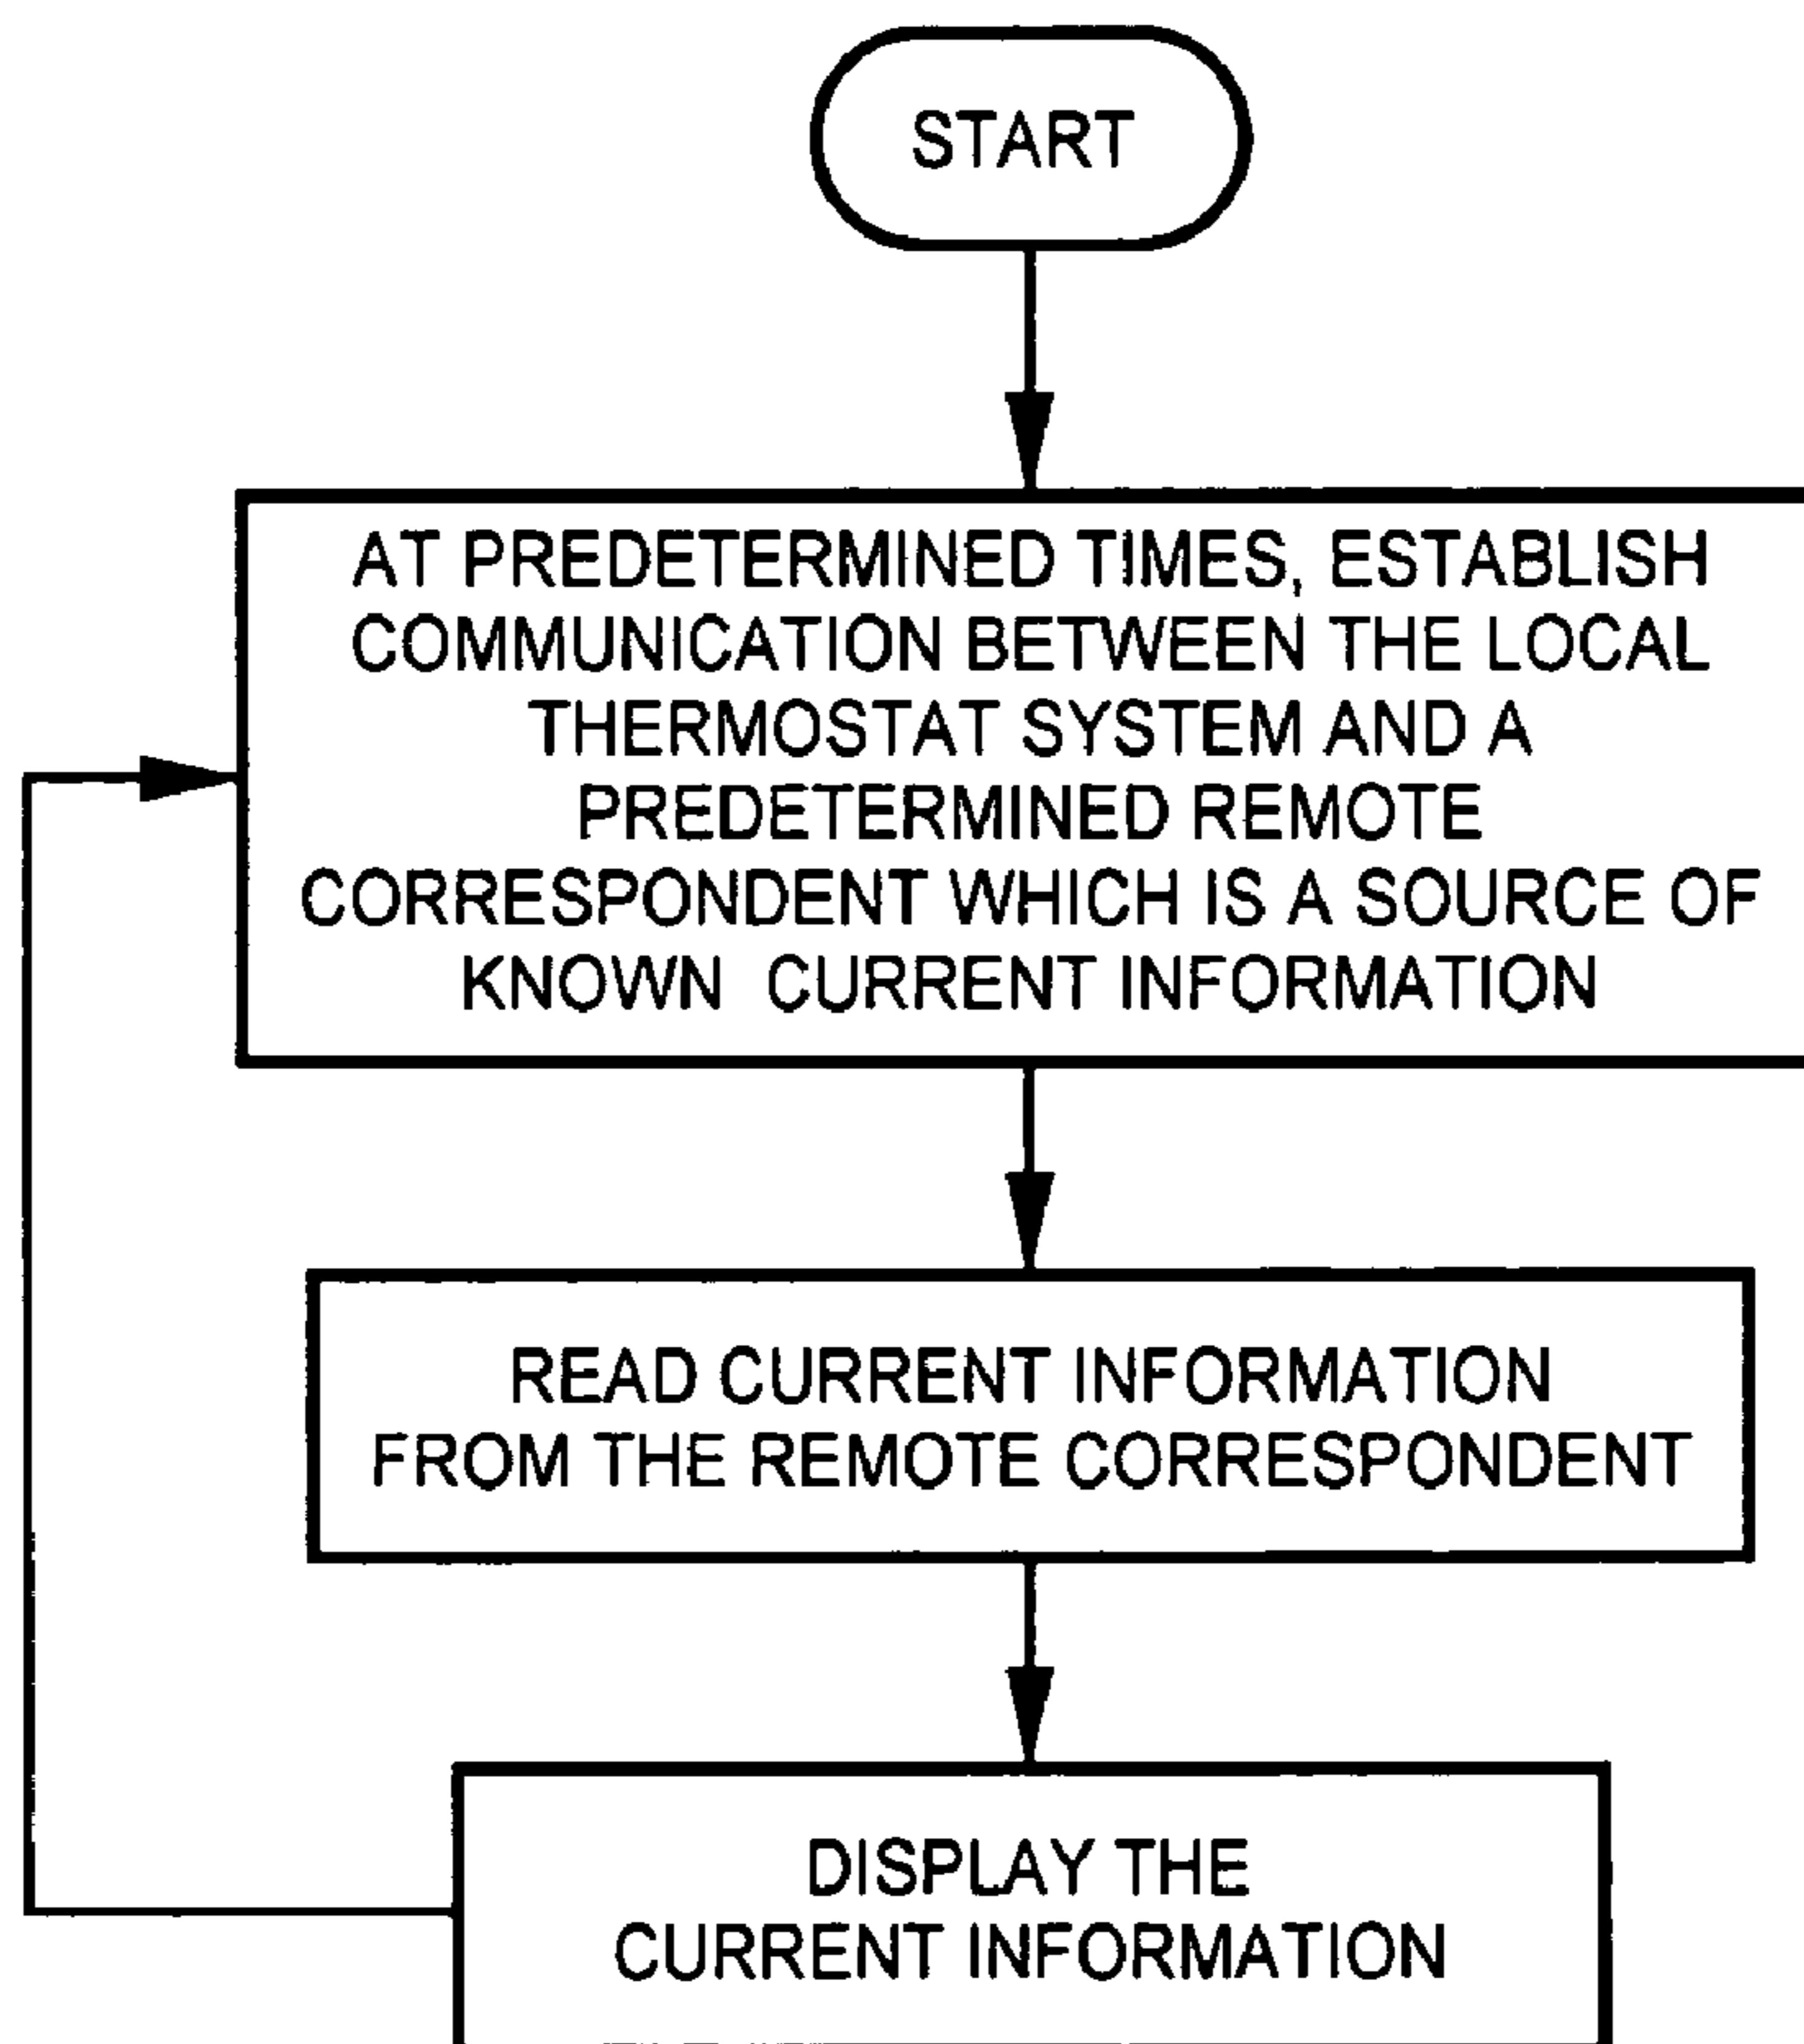 START
AT PREDETERMINED TIMES, ESTABLISH
COMMUNICATION BETWEEN THE LOCAL
THERMOSTAT SYSTEM AND A
PREDETERMINED REMOTE
CORRESPONDENT WHICH IS A SOURCE OF
KNOWN CURRENT INFORMATION
READ CURRENT INFORMATION
FROM THE REMOTE CORRESPONDENT
DISPLAY THE
CURRENT INFORMATION